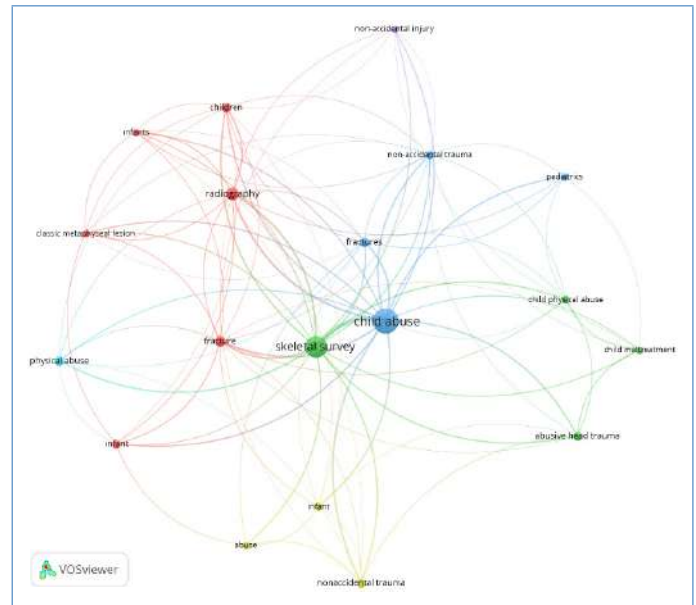 non-accidental injury
children
infants
non-accidental trauma
pediatrics
radiography
classic metaphyseal lesion
fractures
child physical abuse
child abuse
fracture
skeletal survey
child maltreatment
physical abuse
abusive head trauma
infant
infant
abuse
nonaccidental trauma
VOSviewer